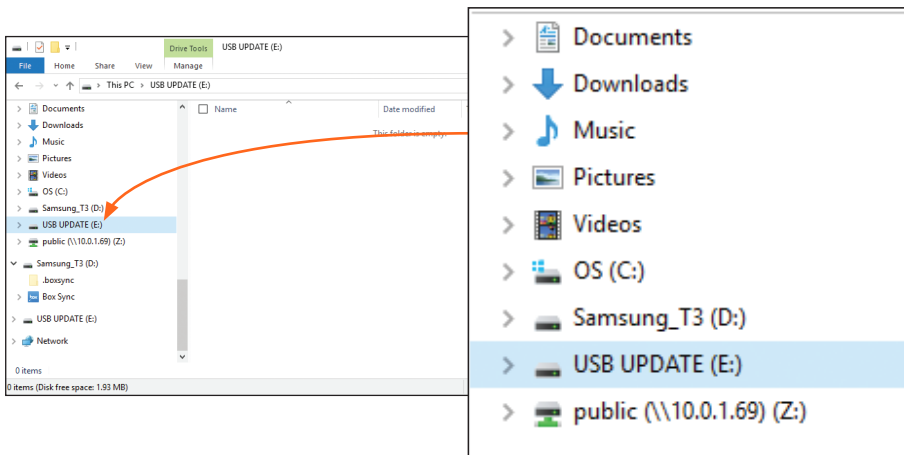 Drive Tools USB UPDATE (E:)
File Home Share View Manage
This PC > USB UPDATE (E:)
Documents
Downloads
Music
Pictures
Videos
OS (C:)
Samsung_T3 (D:)
USB UPDATE (E:)
public (\\10.0.1.69) (Z:)
Samsung_T3 (D:)
.boxsync
Box Sync
USB UPDATE (E:)
Network
Name Date modified
This folder is empty.
0 items
0 items (Disk free space: 1.93 MB)
Documents
Downloads
Music
Pictures
Videos
OS (C:)
Samsung_T3 (D:)
USB UPDATE (E:)
public (\\10.0.1.69) (Z:)